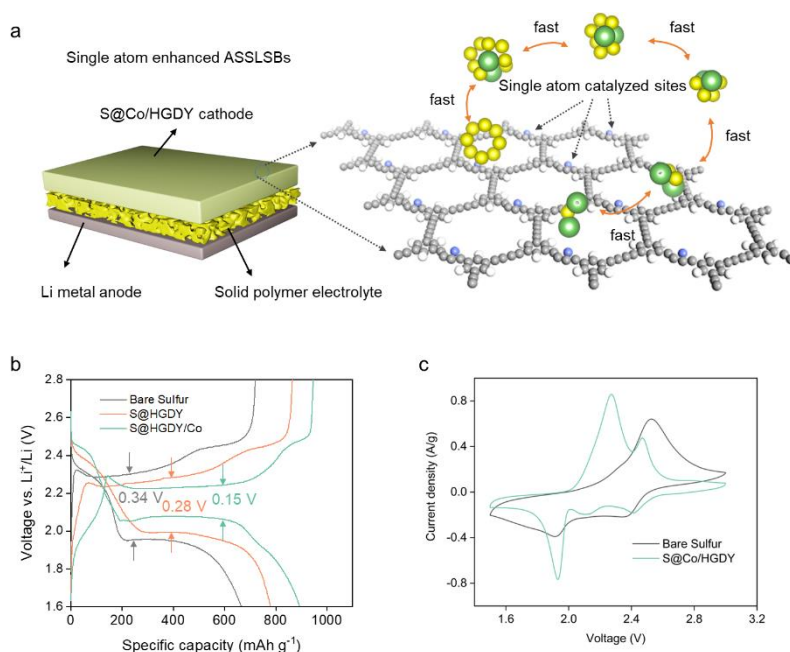 a
Single atom enhanced ASSLSBs
S@Co/HGDY cathode
Li metal anode
Solid polymer electrolyte
fast
fast
fast
Single atom catalyzed sites
fast
fast
fast
b
Voltage vs. Li⁺/Li (V)
2.8
2.6
2.4
2.2
2.0
1.8
1.6
Bare Sulfur
S@HGDY
S@HGDY/Co
0.34 V
0.28 V
0.15 V
0 200 400 600 800 1000
Specific capacity (mAh g⁻¹)
c
Current density (A/g)
0.8
0.4
0.0
-0.4
-0.8
Bare Sulfur
S@Co/HGDY
1.6 2.0 2.4 2.8 3.2
Voltage (V)